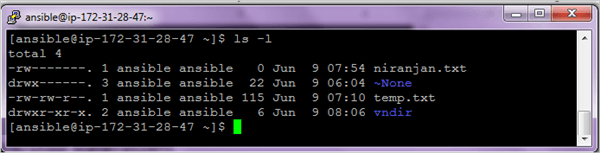 ansible@ip-172-31-28-47:~
[ansible@ip-172-31-28-47 ~]$ ls -l
total 4
-rw-------. 1 ansible ansible   0 Jun  9 07:54 niranjan.txt
drwx------. 3 ansible ansible  22 Jun  9 06:04 ~None
-rw-rw-r--. 1 ansible ansible 115 Jun  9 07:10 temp.txt
drwxr-xr-x. 2 ansible ansible   6 Jun  9 08:06 vndir
[ansible@ip-172-31-28-47 ~]$